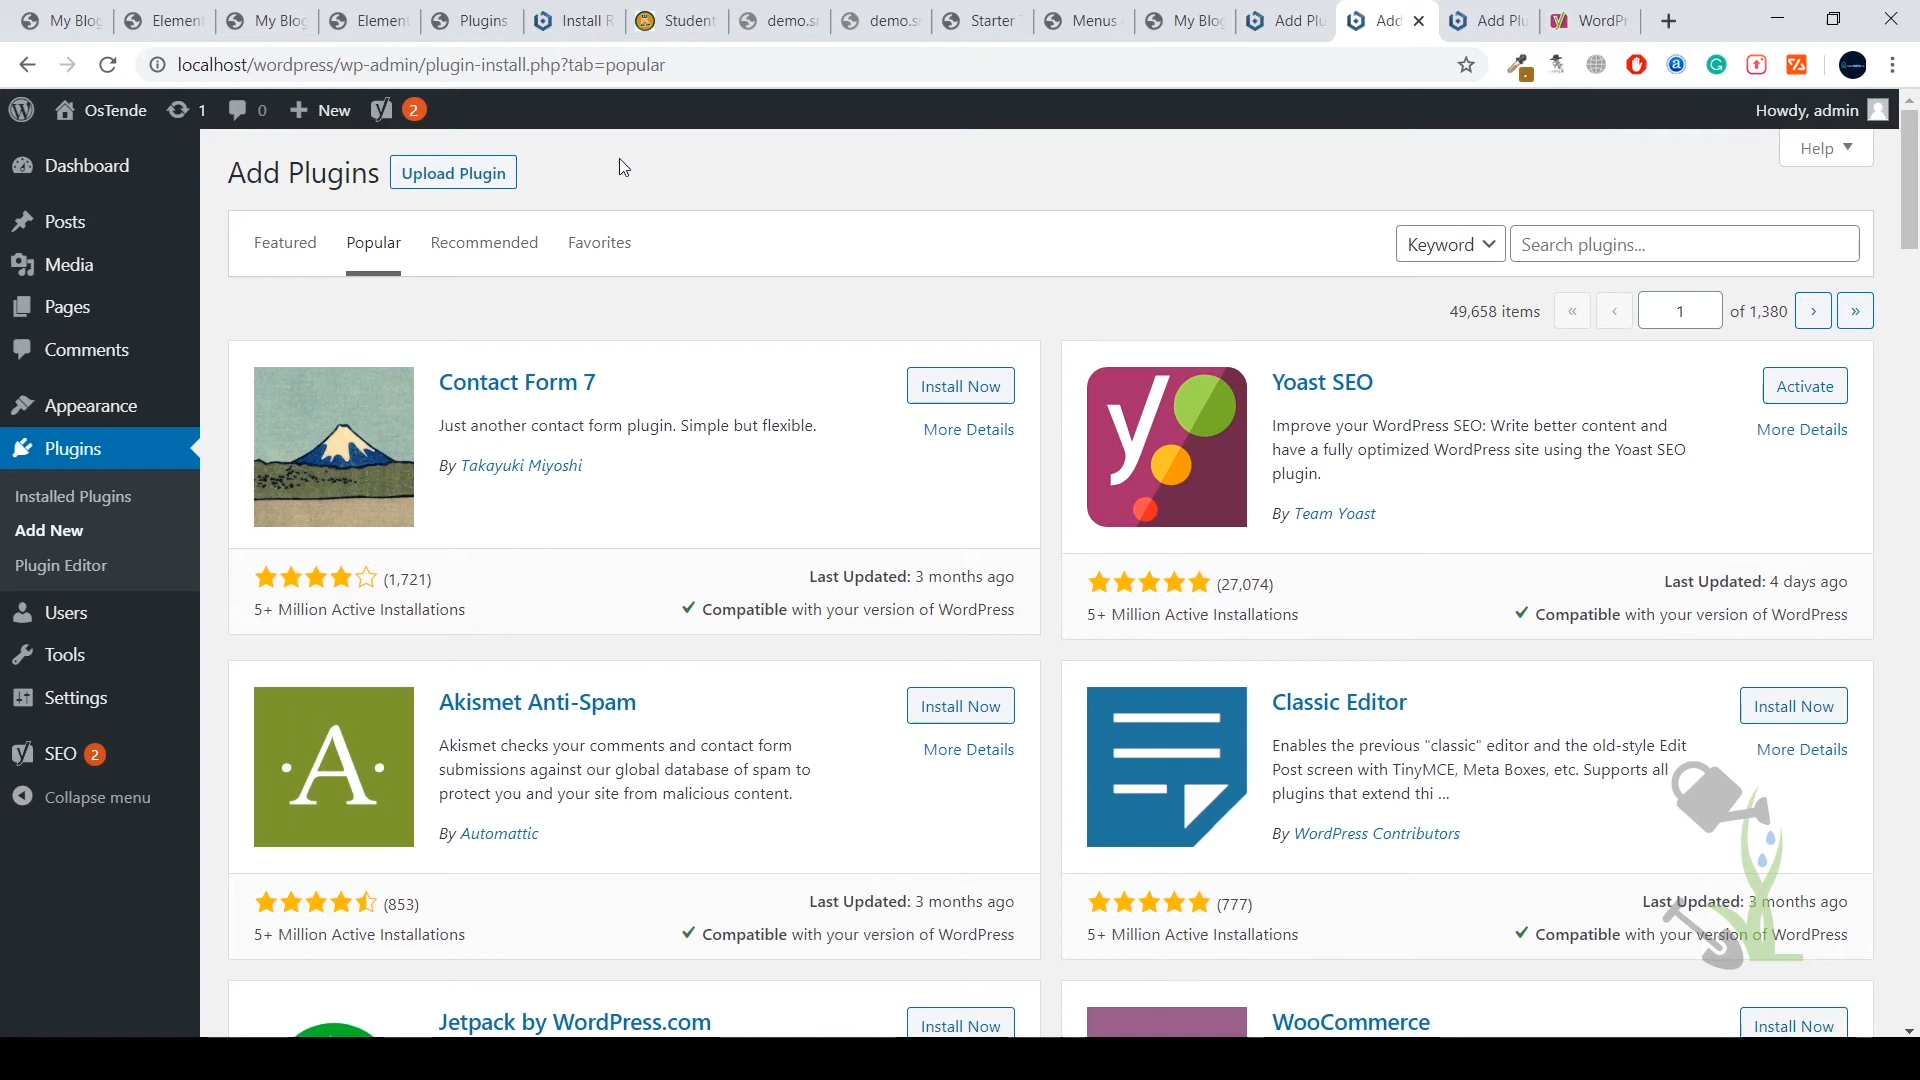 My Blog
Element
My Blog
Element
Plugins
Install R
Student
demo.s
demo.s
Starter
Menus
My Blog
Add Plu
Add
Add Plu
WordPr
localhost/wordpress/wp-admin/plugin-install.php?tab=popular
OsTende
1
0
New
2
Howdy, admin
Dashboard
Posts
Media
Pages
Comments
Appearance
Plugins
Installed Plugins
Add New
Plugin Editor
Users
Tools
Settings
SEO 2
Collapse menu
Add Plugins
Upload Plugin
Help
Featured
Popular
Recommended
Favorites
Keyword
Search plugins...
49,658 items « ‹ 1 of 1,380 › »
Contact Form 7
Install Now
More Details
Just another contact form plugin. Simple but flexible.
By Takayuki Miyoshi
(1,721)
5+ Million Active Installations
Last Updated: 3 months ago
Compatible with your version of WordPress
Yoast SEO
Activate
More Details
Improve your WordPress SEO: Write better content and
have a fully optimized WordPress site using the Yoast SEO
plugin.
By Team Yoast
(27,074)
5+ Million Active Installations
Last Updated: 4 days ago
Compatible with your version of WordPress
Akismet Anti-Spam
Install Now
More Details
Akismet checks your comments and contact form
submissions against our global database of spam to
protect you and your site from malicious content.
By Automattic
(853)
5+ Million Active Installations
Last Updated: 3 months ago
Compatible with your version of WordPress
Classic Editor
Install Now
More Details
Enables the previous "classic" editor and the old-style Edit
Post screen with TinyMCE, Meta Boxes, etc. Supports all
plugins that extend thi ...
By WordPress Contributors
(777)
5+ Million Active Installations
Last Updated: 3 months ago
Compatible with your version of WordPress
Jetpack by WordPress.com
Install Now
WooCommerce
Install Now